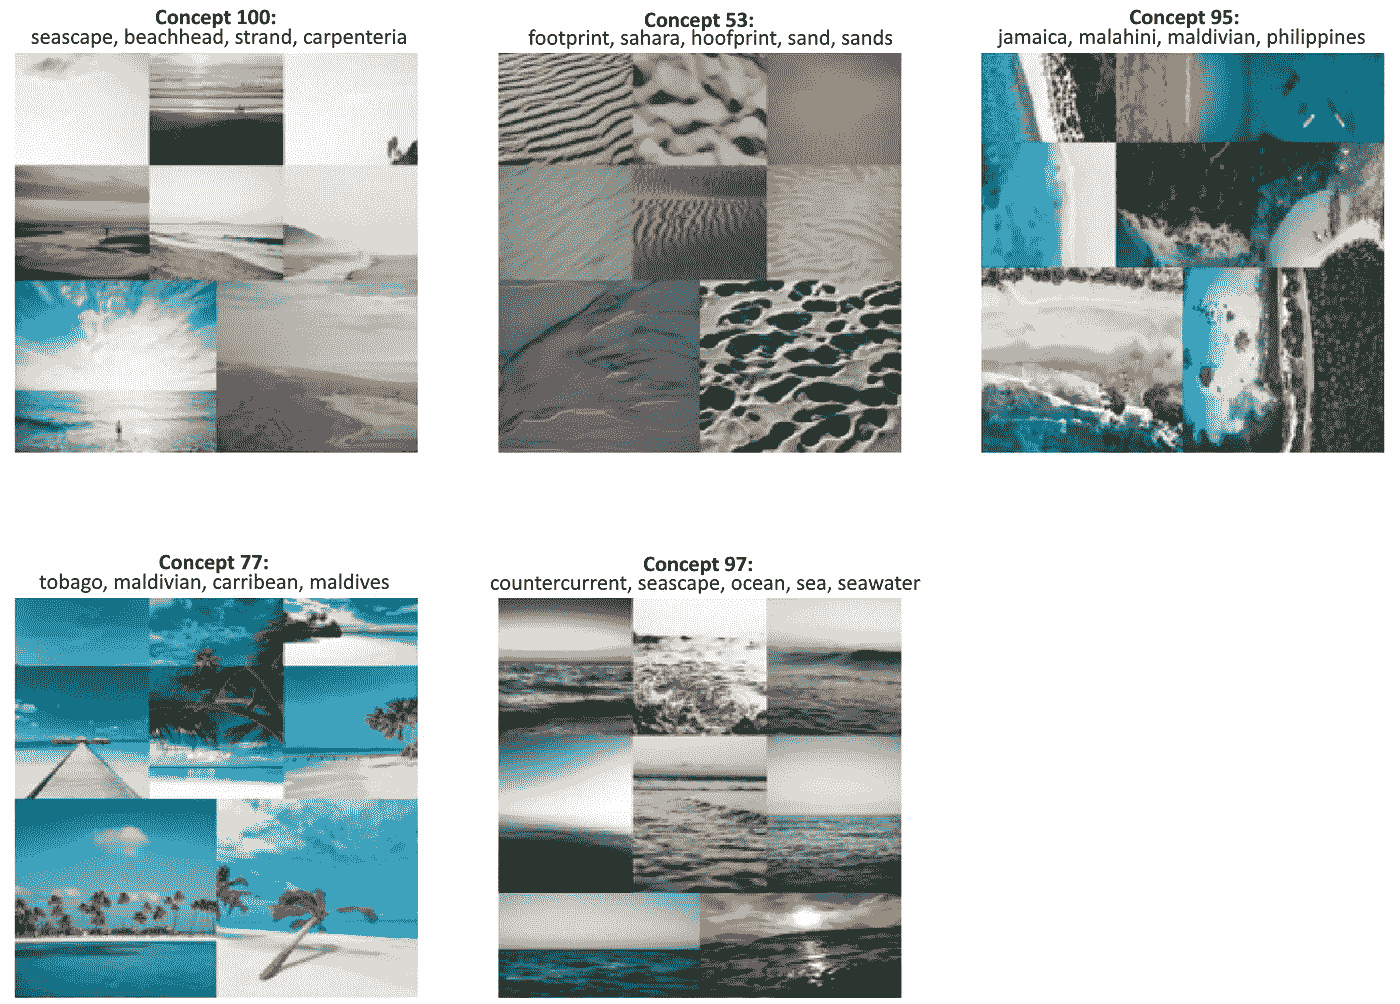 Concept 100:
seascape, beachhead, strand, carpenteria
Concept 53:
footprint, sahara, hoofprint, sand, sands
Concept 95:
jamaica, malahini, maldivian, philippines
Concept 77:
tobago, maldivian, carribean, maldives
Concept 97:
countercurrent, seascape, ocean, sea, seawater